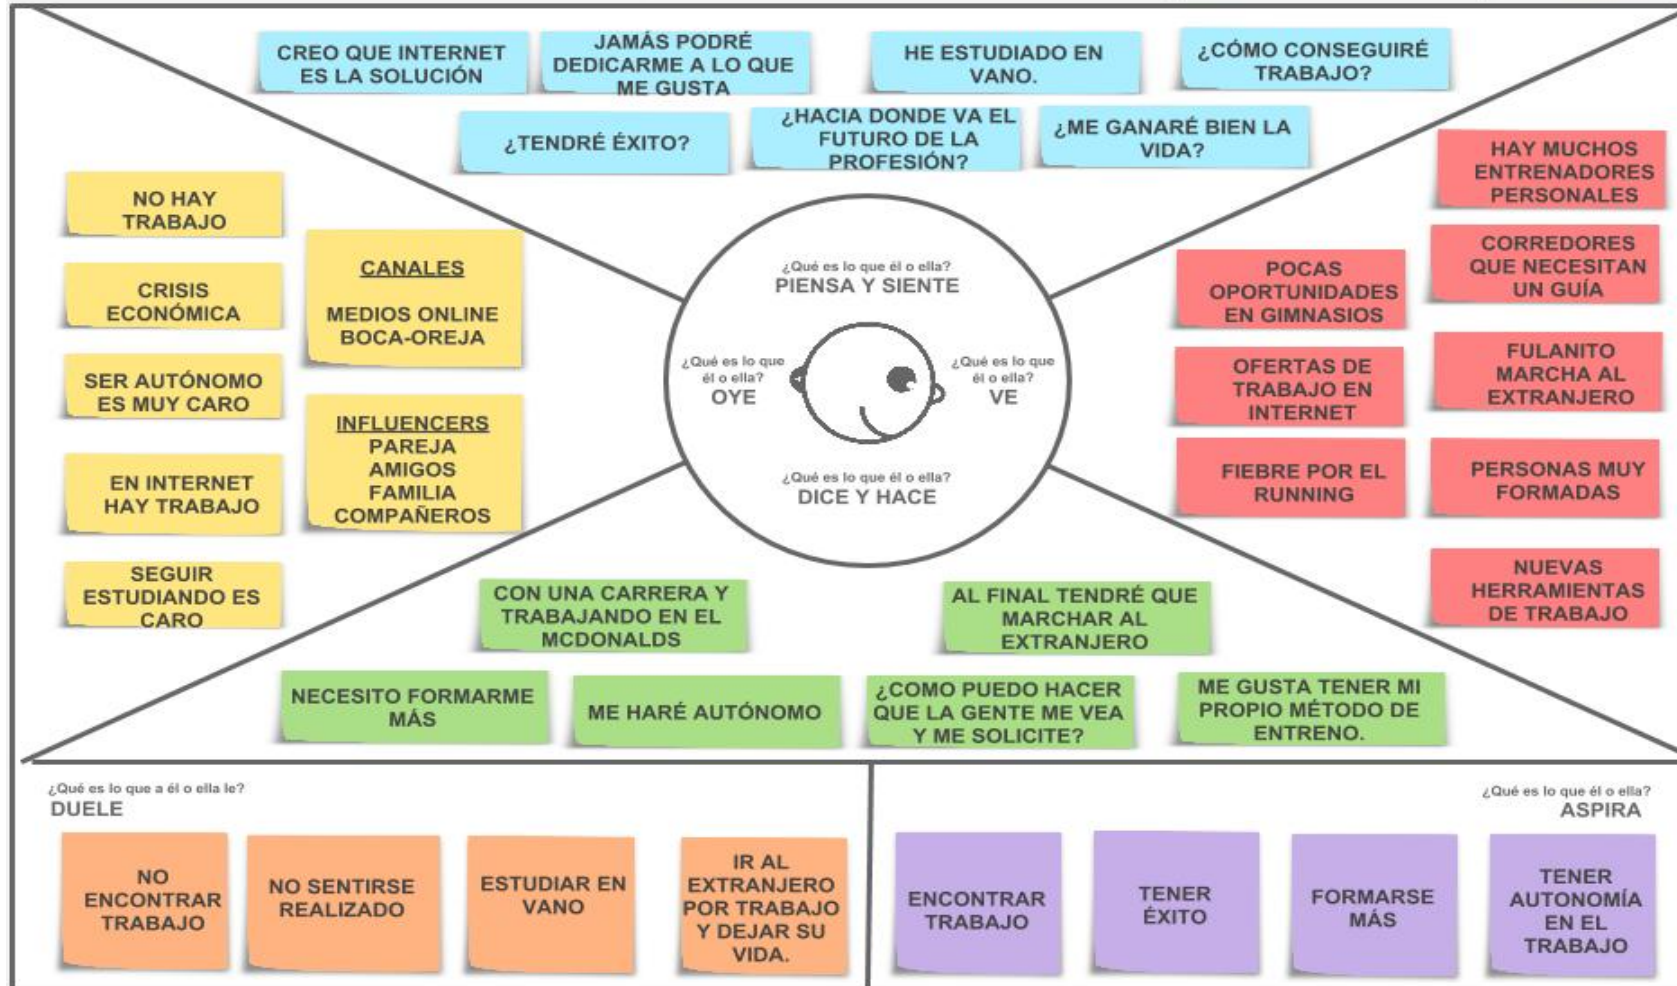 CREO QUE INTERNET
ES LA SOLUCIÓN
JAMÁS PODRÉ
DEDICARME A LO QUE
ME GUSTA
HE ESTUDIADO EN
VANO.
¿CÓMO CONSEGUIRÉ
TRABAJO?
¿TENDRÉ ÉXITO?
¿HACIA DONDE VA EL
FUTURO DE LA
PROFESIÓN?
¿ME GANARÉ BIEN LA
VIDA?
NO HAY
TRABAJO
CRISIS
ECONÓMICA
SER AUTÓNOMO
ES MUY CARO
EN INTERNET
HAY TRABAJO
SEGUIR
ESTUDIANDO ES
CARO
CANALES
MEDIOS ONLINE
BOCA-OREJA
INFLUENCERS
PAREJA
AMIGOS
FAMILIA
COMPAÑEROS
¿Qué es lo que él o ella?
PIENSA Y SIENTE
¿Qué es lo que
él o ella?
OYE
¿Qué es lo que
él o ella?
VE
¿Qué es lo que él o ella?
DICE Y HACE
POCAS
OPORTUNIDADES
EN GIMNASIOS
OFERTAS DE
TRABAJO EN
INTERNET
FIEBRE POR EL
RUNNING
HAY MUCHOS
ENTRENADORES
PERSONALES
CORREDORES
QUE NECESITAN
UN GUÍA
FULANITO
MARCHA AL
EXTRANJERO
PERSONAS MUY
FORMADAS
NUEVAS
HERRAMIENTAS
DE TRABAJO
CON UNA CARRERA Y
TRABAJANDO EN EL
MCDONALDS
AL FINAL TENDRÉ QUE
MARCHAR AL
EXTRANJERO
NECESITO FORMARME
MÁS
ME HARÉ AUTÓNOMO
¿COMO PUEDO HACER
QUE LA GENTE ME VEA
Y ME SOLICITE?
ME GUSTA TENER MI
PROPIO MÉTODO DE
ENTRENO.
¿Qué es lo que a él o ella le?
DUELE
NO
ENCONTRAR
TRABAJO
NO SENTIRSE
REALIZADO
ESTUDIAR EN
VANO
IR AL
EXTRANJERO
POR TRABAJO
Y DEJAR SU
VIDA.
¿Qué es lo que él o ella?
ASPIRA
ENCONTRAR
TRABAJO
TENER
ÉXITO
FORMARSE
MÁS
TENER
AUTONOMÍA
EN EL
TRABAJO